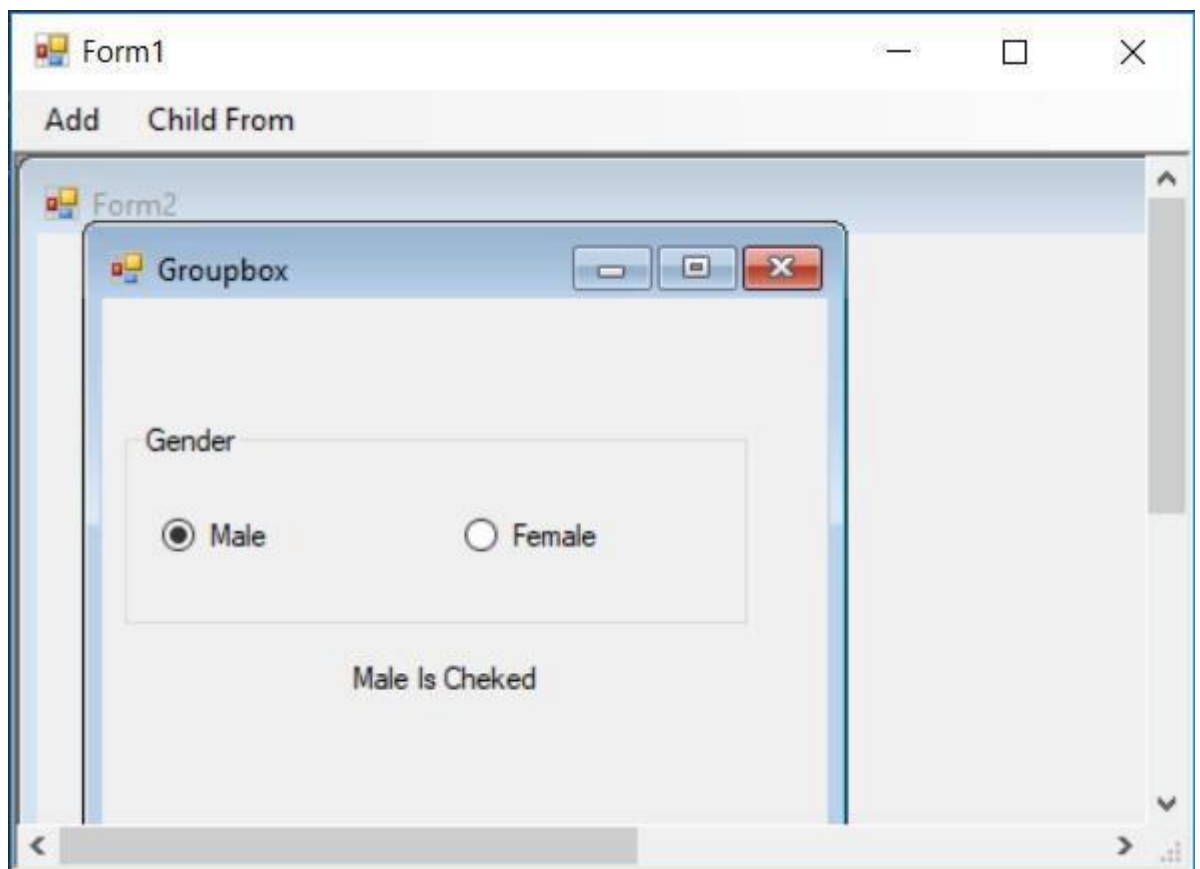 Form1
Add Child From
Form2
Groupbox
Gender
Male Female
Male Is Cheked